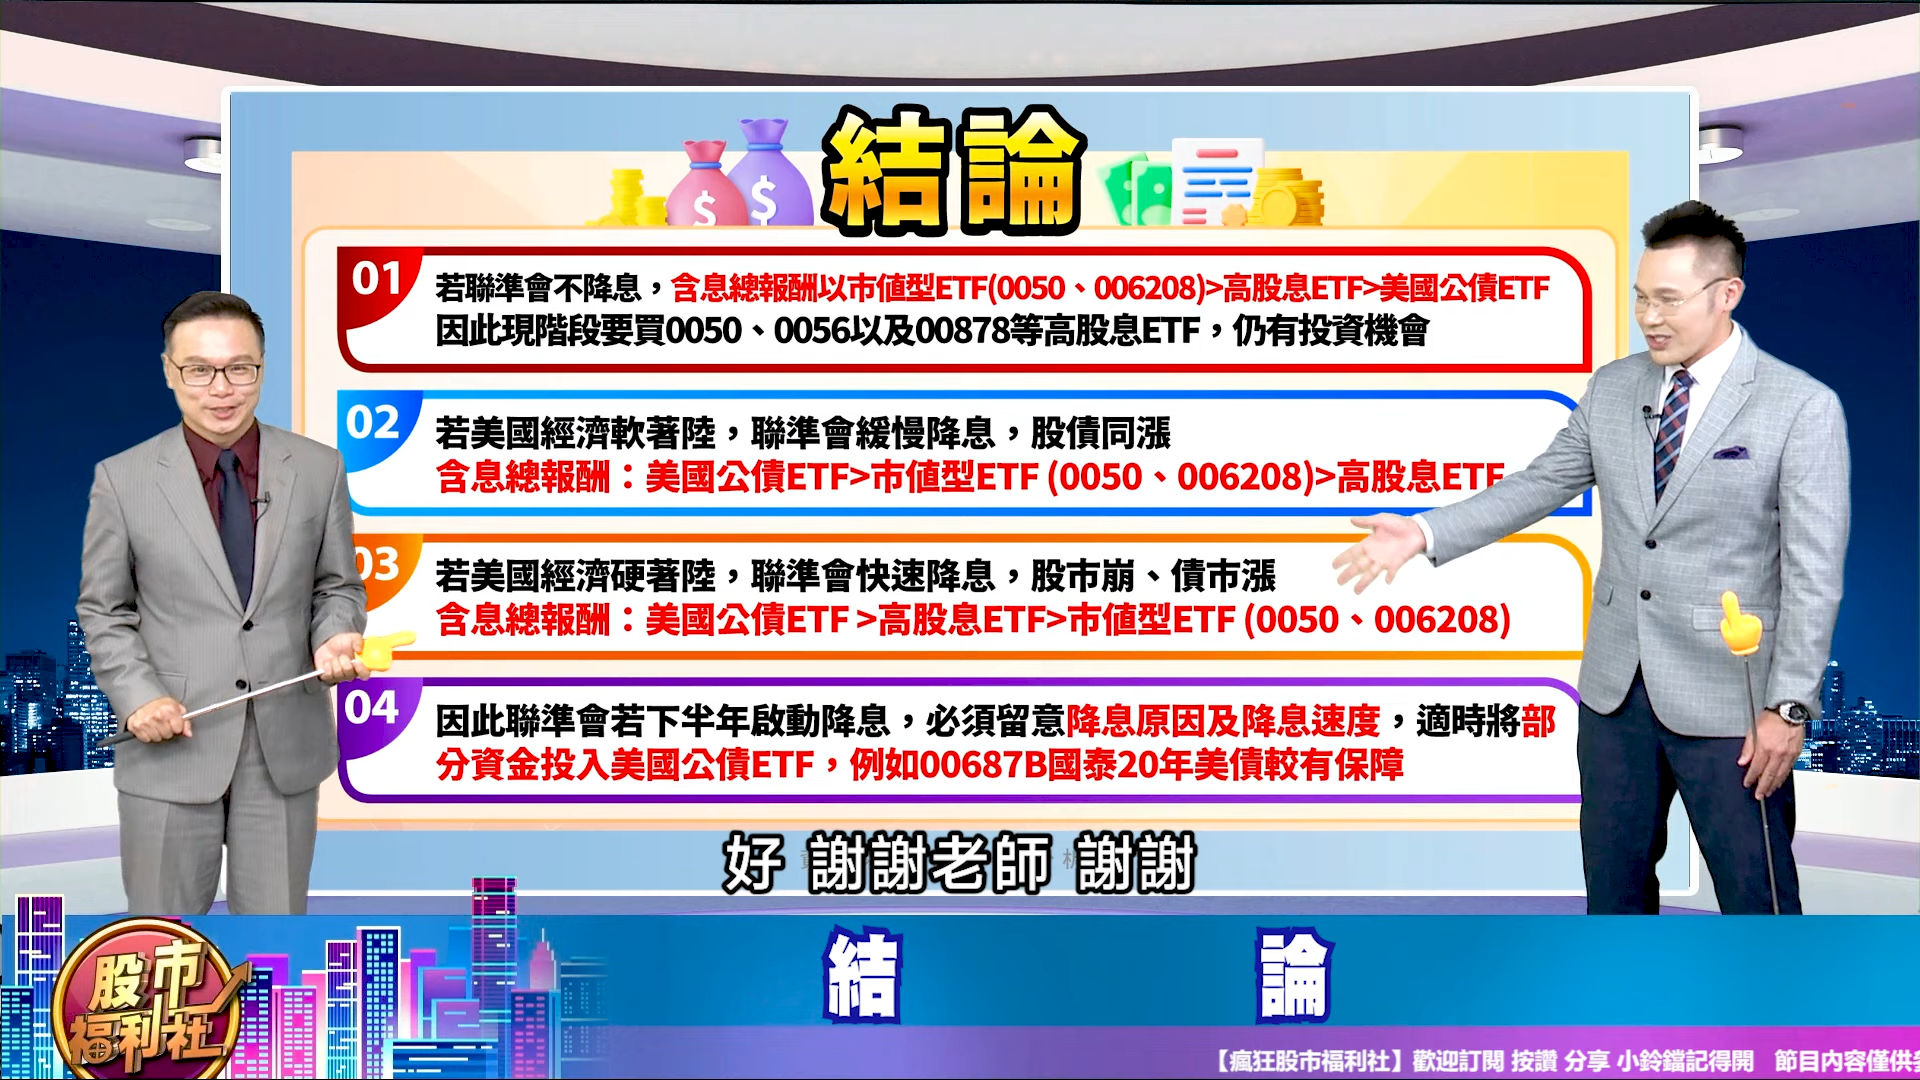 結論
01
若聯準會不降息，含息總報酬以市值型ETF(0050、006208)>高股息ETF>美國公債ETF
因此現階段要買0050、0056以及00878等高股息ETF，仍有投資機會
02
若美國經濟軟著陸，聯準會緩慢降息，股債同漲
含息總報酬：美國公債ETF>市值型ETF (0050、006208)>高股息ETF
03
若美國經濟硬著陸，聯準會快速降息，股市崩、債市漲
含息總報酬：美國公債ETF >高股息ETF>市值型ETF (0050、006208)
04
因此聯準會若下半年啟動降息，必須留意降息原因及降息速度，適時將部
分資金投入美國公債ETF，例如00687B國泰20年美債較有保障
好 謝謝老師 謝謝
結 論
股市
福利社
【瘋狂股市福利社】歡迎訂閱 按讚 分享 小鈴鐺記得開 節目內容僅供